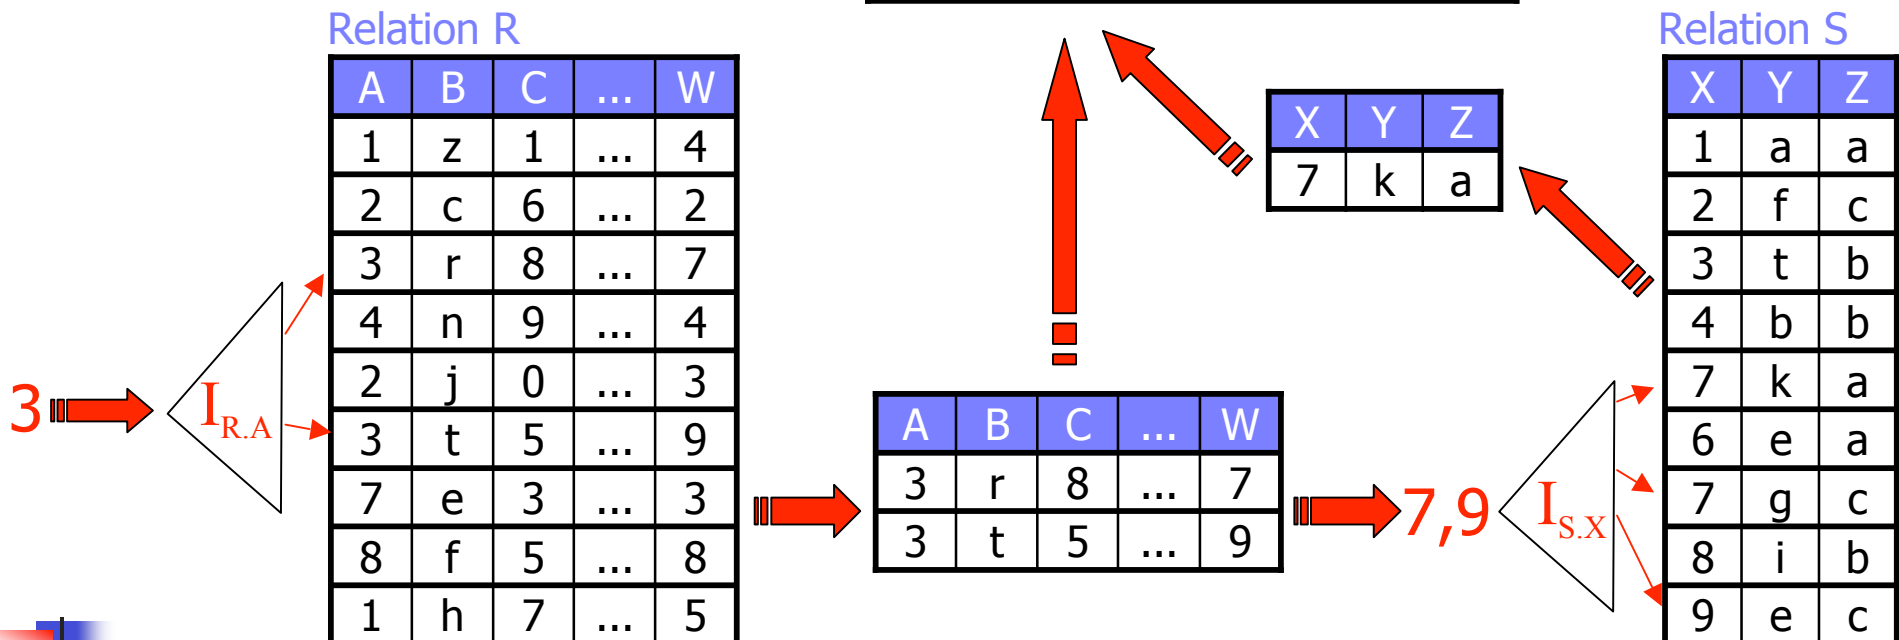 Relation R
A B C ... W
1 z 1 ... 4
2 c 6 ... 2
3 r 8 ... 7
4 n 9 ... 4
2 j 0 ... 3
3 t 5 ... 9
7 e 3 ... 3
8 f 5 ... 8
1 h 7 ... 5
3
I R.A
X Y Z
7 k a
A B C ... W
3 r 8 ... 7
3 t 5 ... 9
7,9
I S.X
Relation S
X Y Z
1 a a
2 f c
3 t b
4 b b
7 k a
6 e a
7 g c
8 i b
9 e c